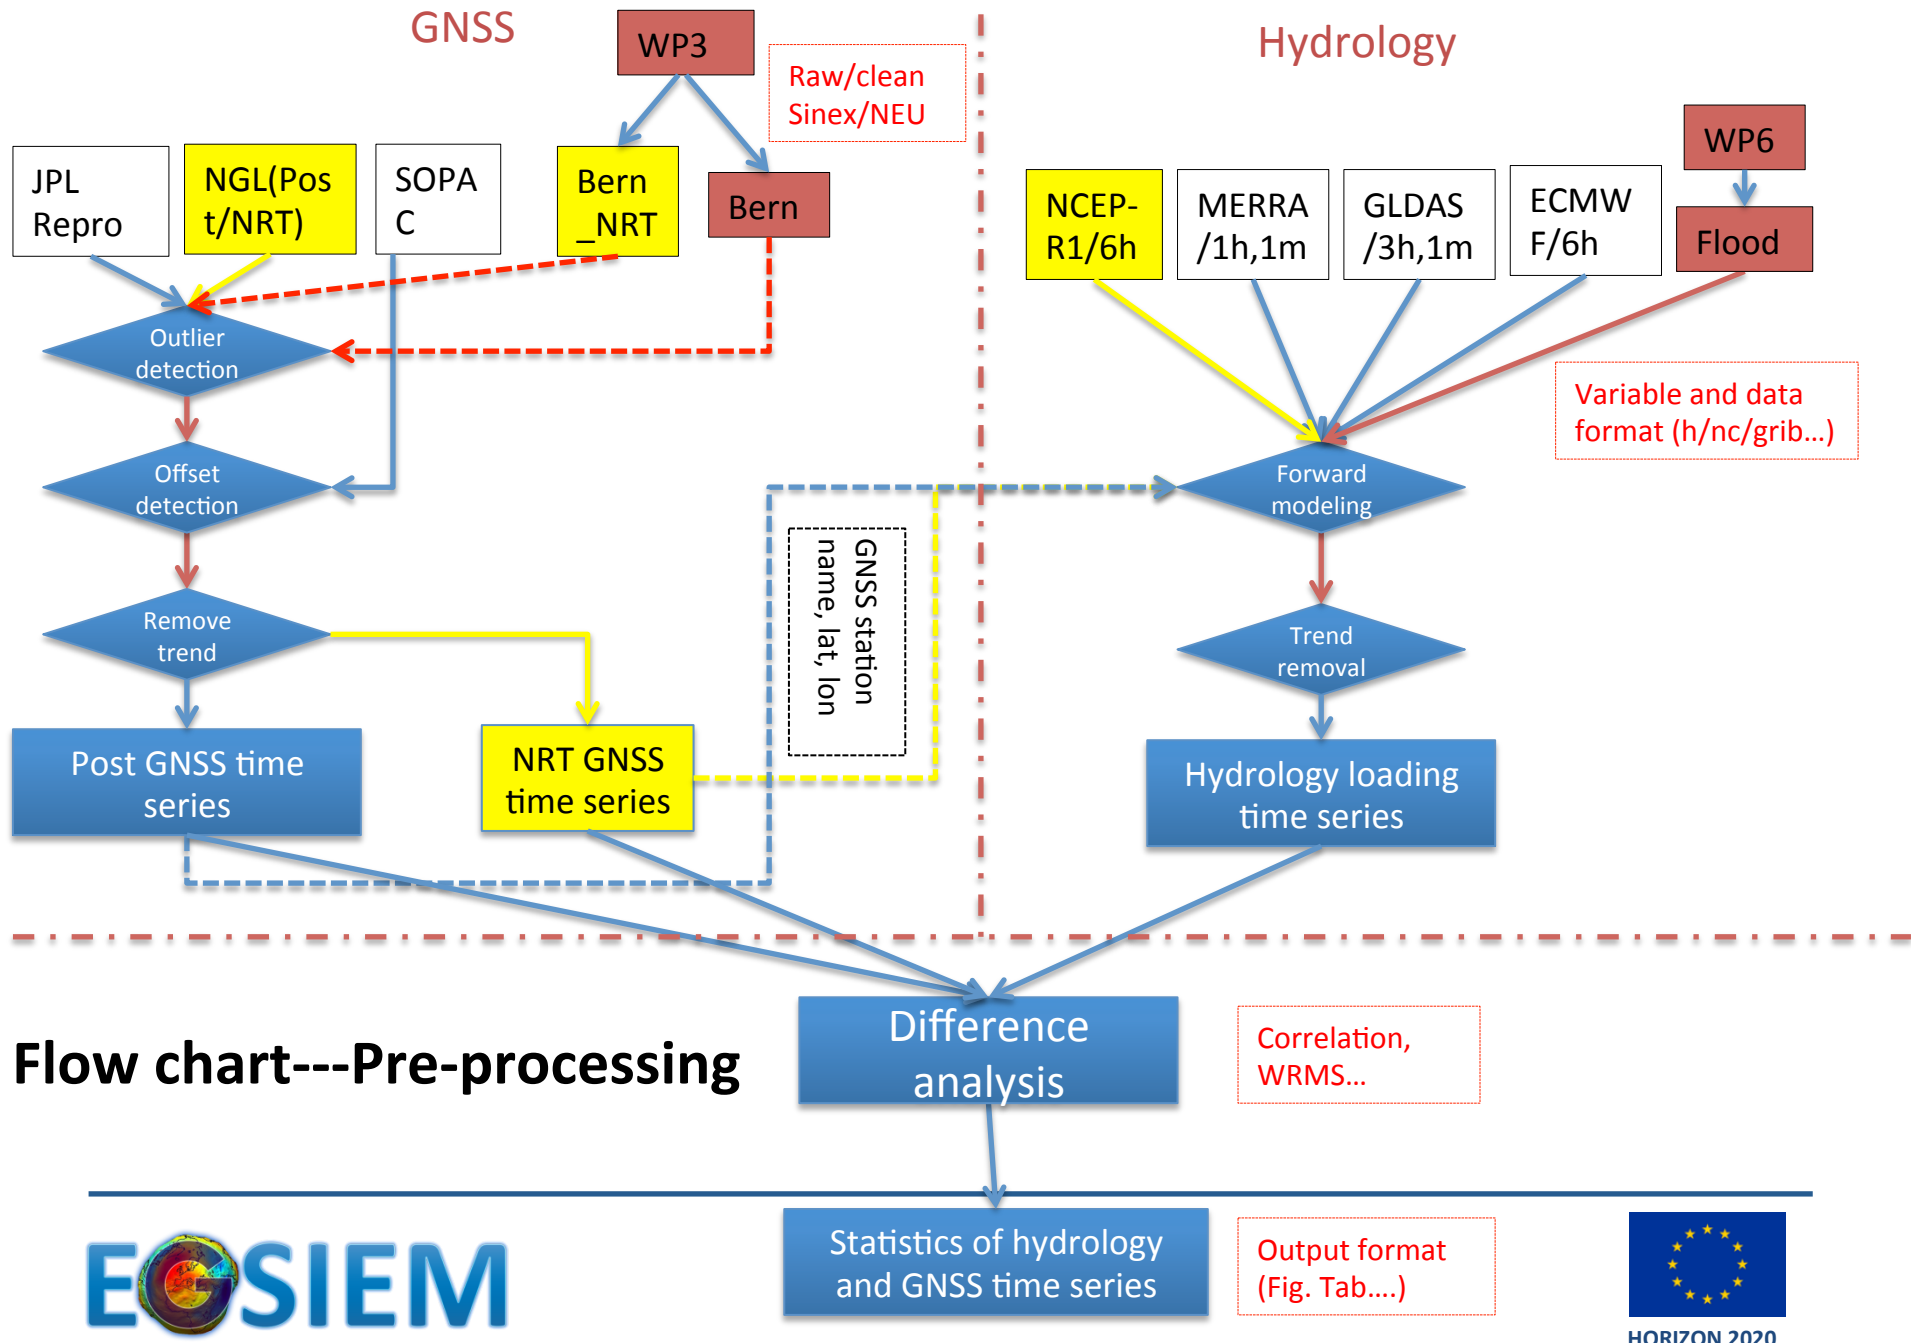 GNSS
WP3
Raw/clean
Sinex/NEU
Hydrology
JPL
Repro
NGL(Pos
t/NRT)
SOPA
C
Bern
_NRT
Bern
NCEP-
R1/6h
MERRA
/1h,1m
GLDAS
/3h,1m
ECMW
F/6h
WP6
Flood
Outlier
detection
Variable and data
format (h/nc/grib...)
Offset
detection
Forward
modeling
GNSS station
name, lat, lon
Remove
trend
Trend
removal
Post GNSS time
series
NRT GNSS
time series
Hydrology loading
time series
Flow chart---Pre-processing
Difference
analysis
Correlation,
WRMS...
Statistics of hydrology
and GNSS time series
Output format
(Fig. Tab....)
EGSIEM
HORIZON 2020